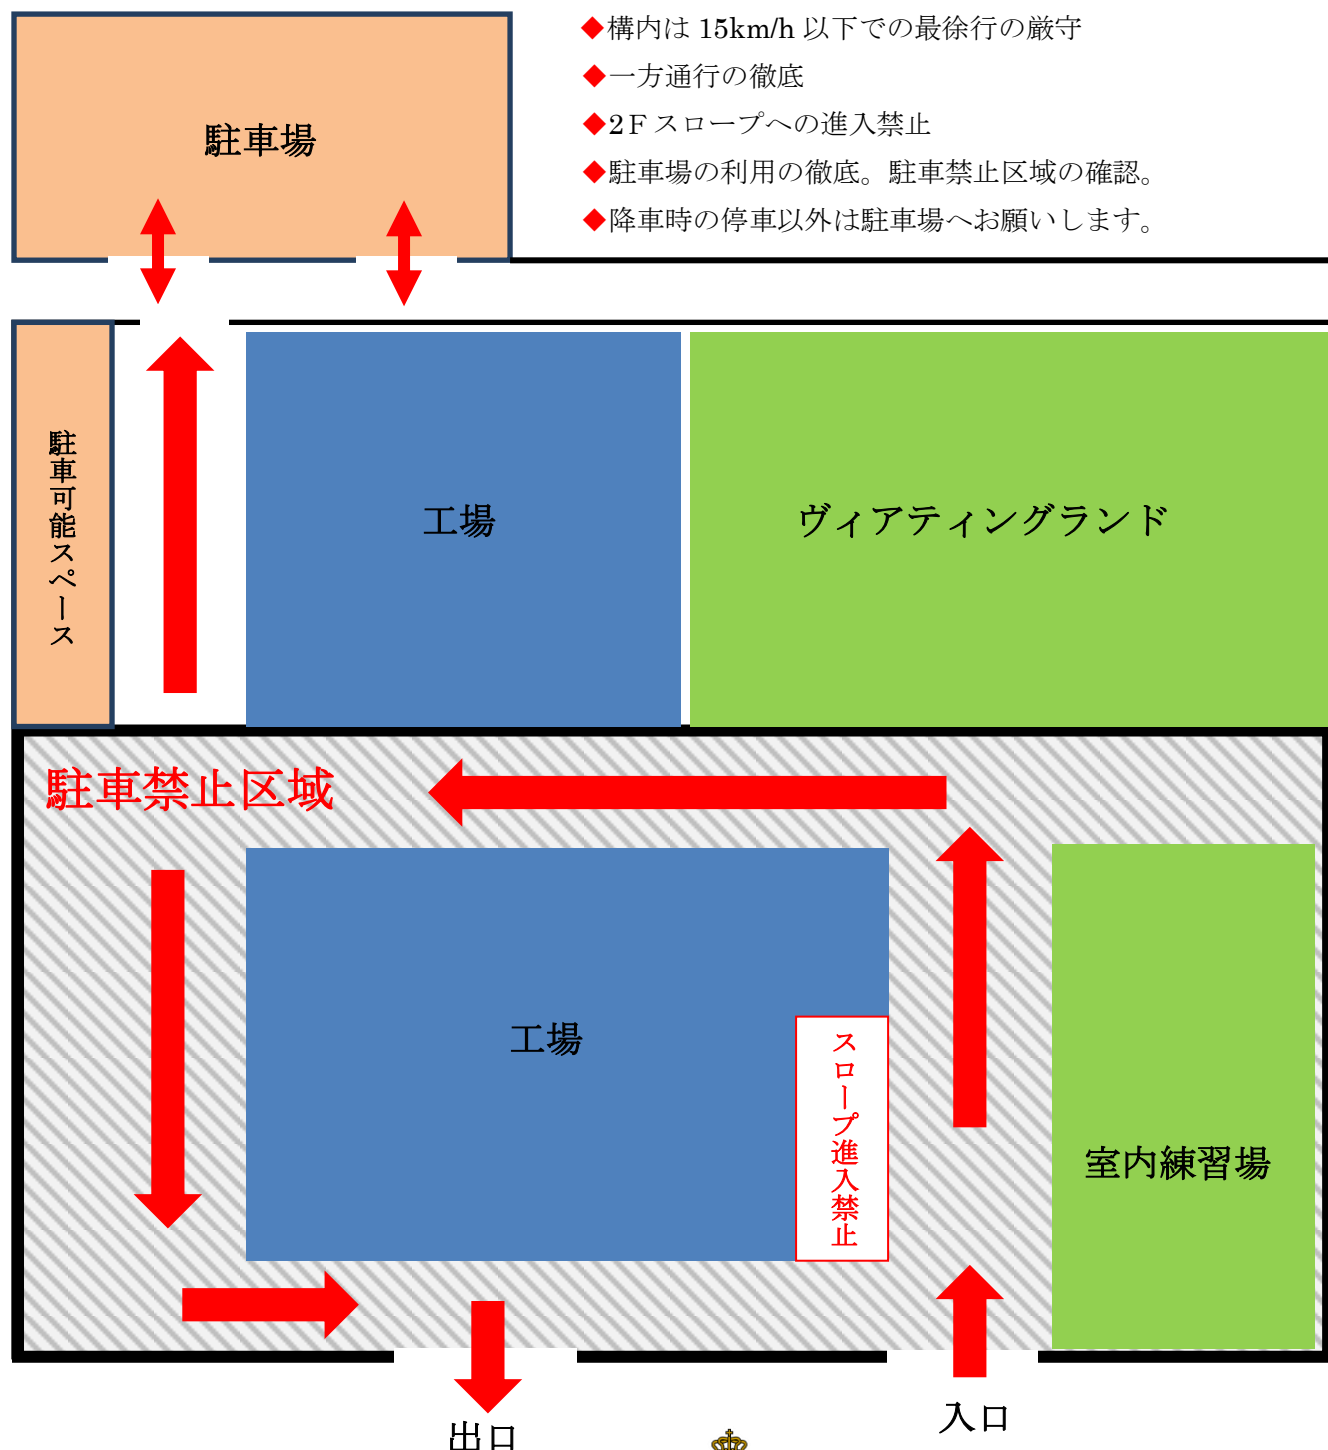 ◆構内は 15km/h 以下での最徐行の厳守
◆一方通行の徹底
◆2Fスロープへの進入禁止
◆駐車場の利用の徹底。駐車禁止区域の確認。
◆降車時の停車以外は駐車場へお願いします。
駐車場
駐車可能スペース
工場
ヴィアティングランド
駐車禁止区域
工場
スロープ進入禁止
室内練習場
出口
入口